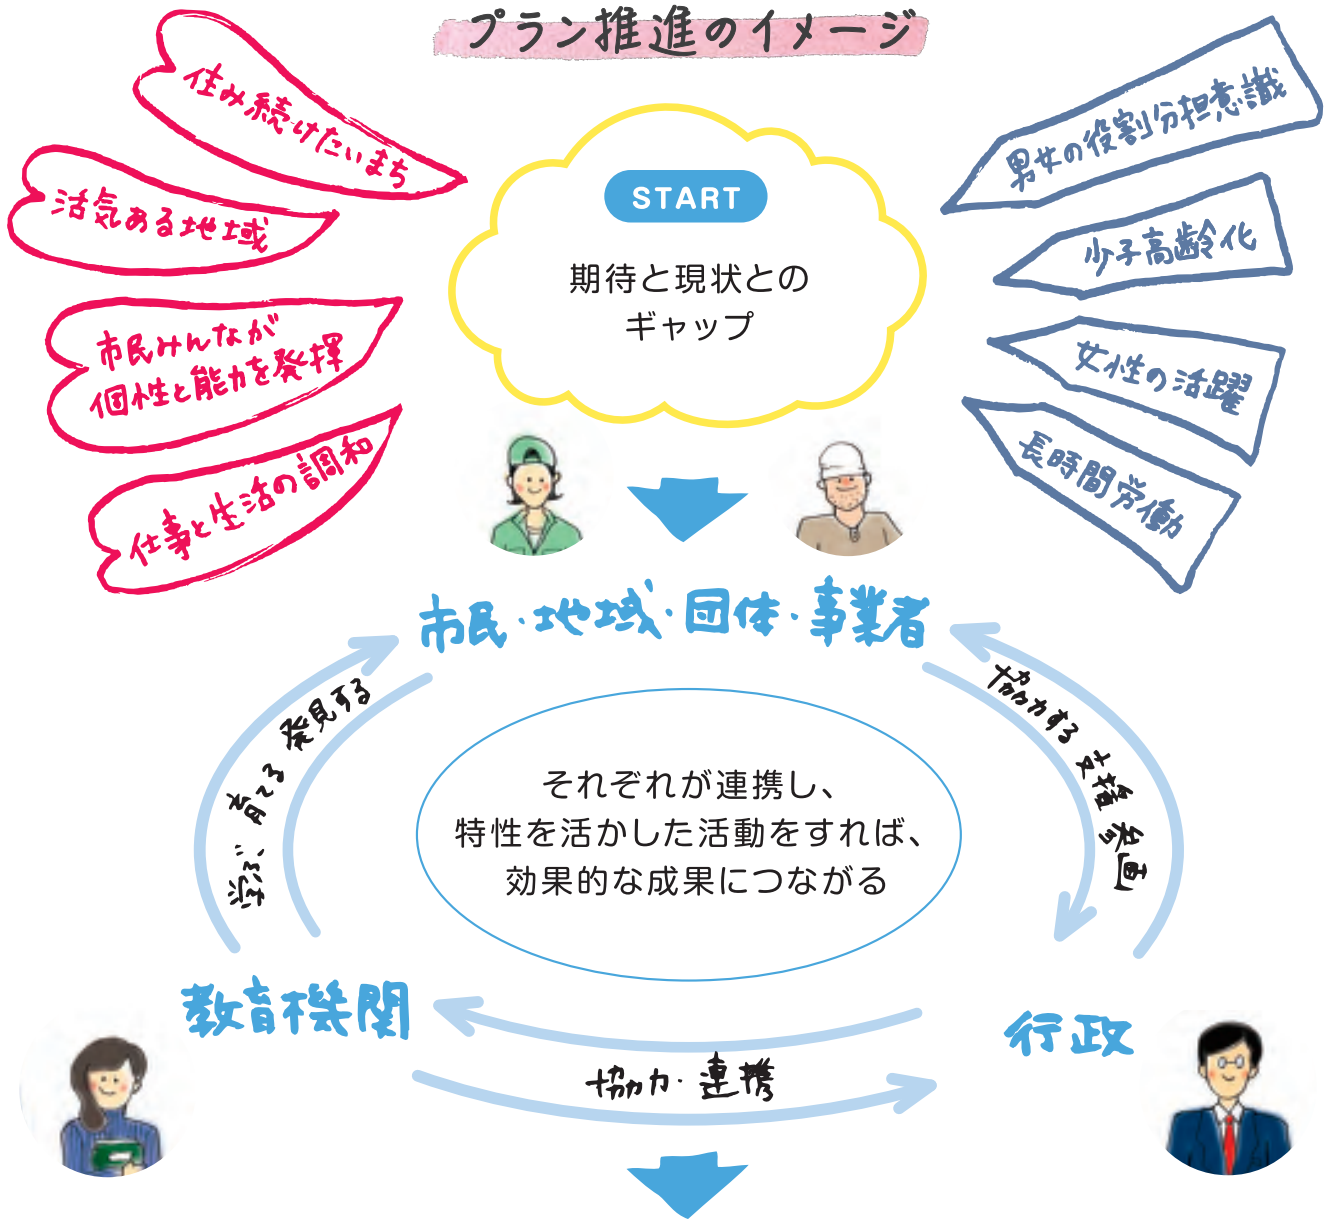 プラン推進のイメージ
住み続けたいまち
活気ある地域
市民みんなが
個性と能力を発揮
仕事と生活の調和
START
期待と現状との
ギャップ
男女の役割分担意識
少子高齢化
女性の活躍
長時間労働
市民・地域・団体・事業者
学ぶ、育てる 発見する
協力する 支援 参画
それぞれが連携し、
特性を活かした活動をすれば、
効果的な成果につながる
教育機関
行政
協力・連携